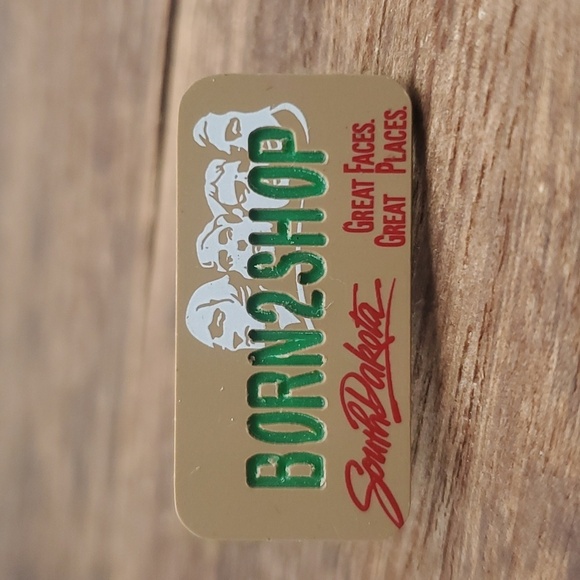 BORN2SHOP
South Dakota
GREAT FACES.
GREAT PLACES.